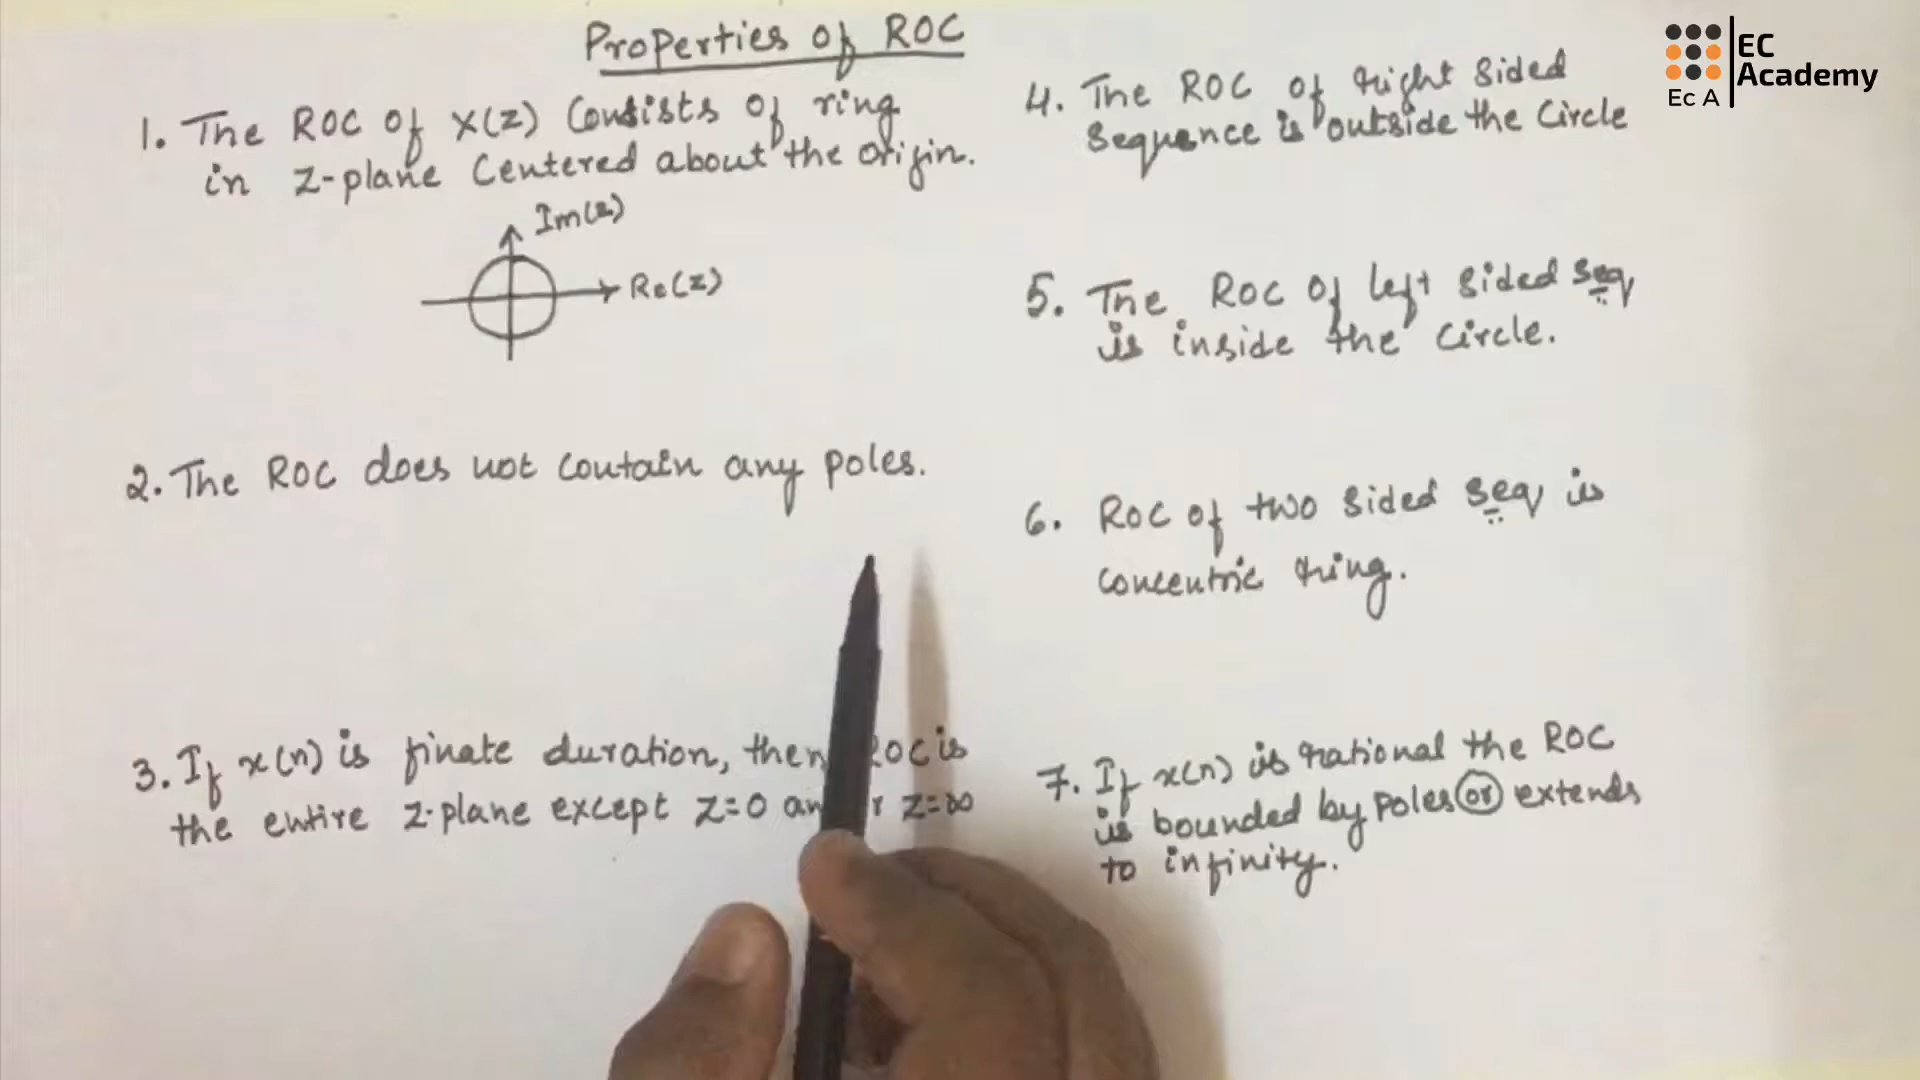 Properties of ROC
1. The ROC of X(z) Consists of ring
in z-plane Centered about the origin.
Im(z)
Re(z)
2. The ROC does not contain any poles.
3. If x(n) is finate duration, then ROC is
the entire z-plane except z=0 z=∞
4. The ROC of right sided
sequence is outside the Circle
5. The ROC of left sided seq
is inside the circle.
6. ROC of two sided seq is
concentric ring.
7. If x(n) is rational the ROC
is bounded by poles or extends
to infinity.
EC
Academy
Ec A